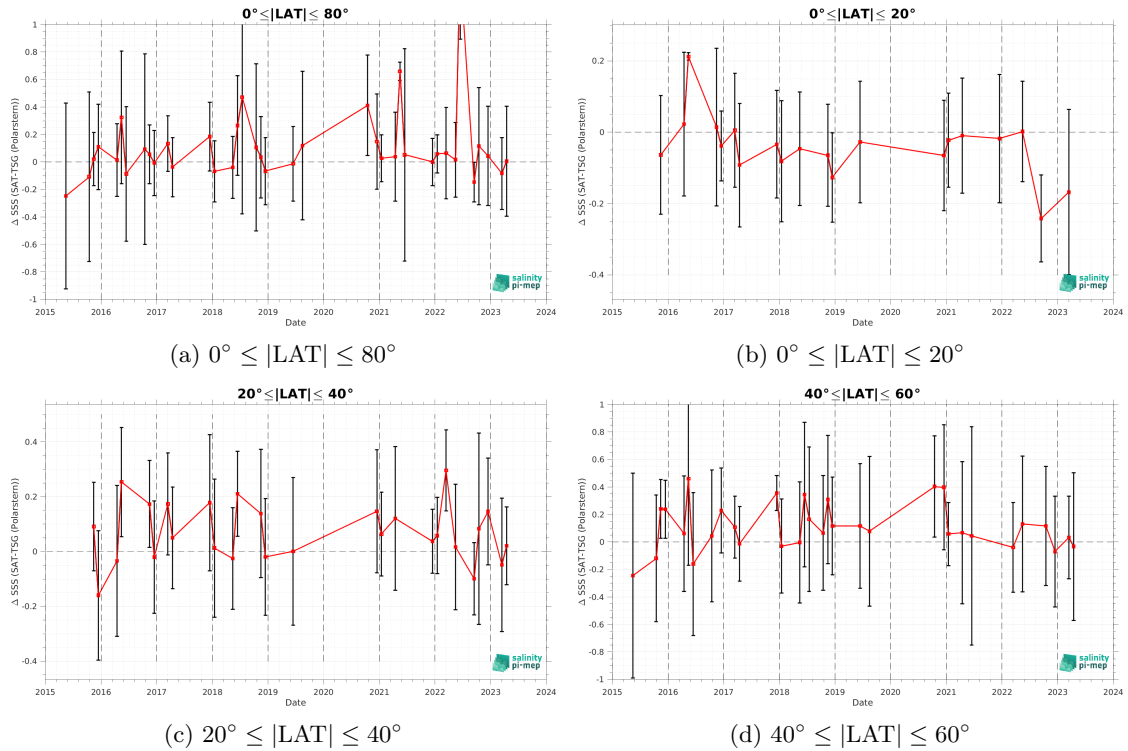 0°≤|LAT|≤ 80°
Δ SSS (SAT-TSG (Polarstern))
1
0.8
0.6
0.4
0.2
0
-0.2
-0.4
-0.6
-0.8
-1
2015 2016 2017 2018 2019 2020 2021 2022 2023 2024
Date
salinity
pi-mep
(a) 0° ≤ |LAT| ≤ 80°
0°≤|LAT|≤ 20°
Δ SSS (SAT-TSG (Polarstern))
0.2
0
-0.2
-0.4
2015 2016 2017 2018 2019 2020 2021 2022 2023 2024
Date
salinity
pi-mep
(b) 0° ≤ |LAT| ≤ 20°
20°≤|LAT|≤ 40°
Δ SSS (SAT-TSG (Polarstern))
0.4
0.2
0
-0.2
-0.4
2015 2016 2017 2018 2019 2020 2021 2022 2023 2024
Date
salinity
pi-mep
(c) 20° ≤ |LAT| ≤ 40°
40°≤|LAT|≤ 60°
Δ SSS (SAT-TSG (Polarstern))
1
0.8
0.6
0.4
0.2
0
-0.2
-0.4
-0.6
-0.8
-1
2015 2016 2017 2018 2019 2020 2021 2022 2023 2024
Date
salinity
pi-mep
(d) 40° ≤ |LAT| ≤ 60°